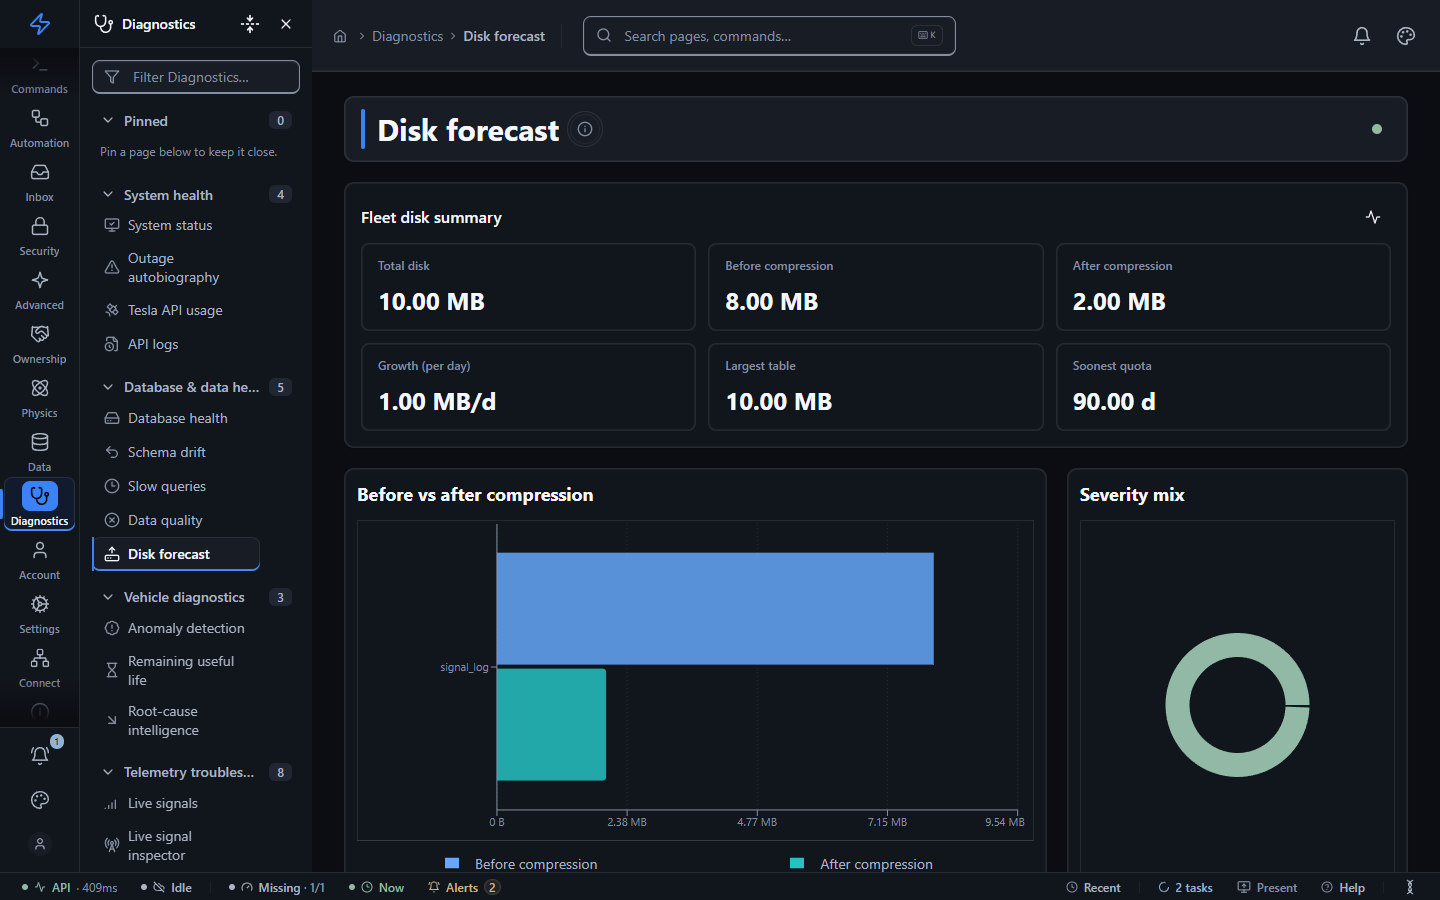 Commands
Automation
Inbox
Security
Advanced
Ownership
Physics
Data
Diagnostics
Account
Settings
Connect
1
Diagnostics
Filter Diagnostics...
Pinned 0
Pin a page below to keep it close.
System health 4
System status
Outage
autobiography
Tesla API usage
API logs
Database & data he... 5
Database health
Schema drift
Slow queries
Data quality
Disk forecast
Vehicle diagnostics 3
Anomaly detection
Remaining useful
life
Root-cause
intelligence
Telemetry troubles... 8
Live signals
Live signal
inspector
Diagnostics Disk forecast
Search pages, commands... K
Disk forecast
Fleet disk summary
Total disk
10.00 MB
Before compression
8.00 MB
After compression
2.00 MB
Growth (per day)
1.00 MB/d
Largest table
10.00 MB
Soonest quota
90.00 d
Before vs after compression
signal_log
0 B 2.38 MB 4.77 MB 7.15 MB 9.54 MB
Before compression After compression
Severity mix
API · 409ms Idle Missing · 1/1 Now Alerts 2 Recent 2 tasks Present Help